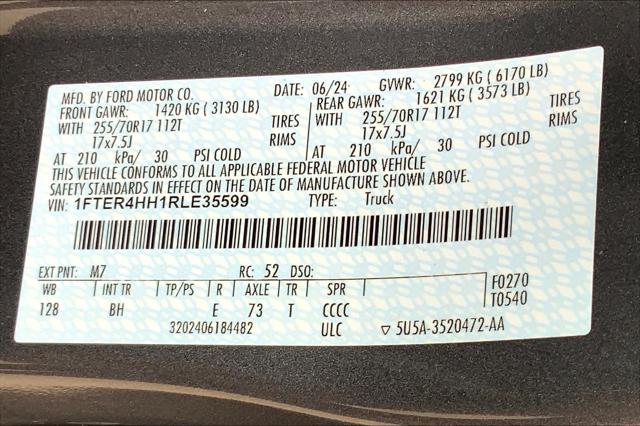 MFD. BY FORD MOTOR CO. DATE: 06/24 GVWR: 2799 KG ( 6170 LB)
FRONT GAWR: 1420 KG ( 3130 LB) REAR GAWR: 1621 KG ( 3573 LB)
WITH 255/70R17 112T TIRES WITH 255/70R17 112T TIRES
17x7.5J RIMS 17x7.5J RIMS
AT 210 kPa/ 30 PSI COLD AT 210 kPa/ 30 PSI COLD
THIS VEHICLE CONFORMS TO ALL APPLICABLE FEDERAL MOTOR VEHICLE
SAFETY STANDARDS IN EFFECT ON THE DATE OF MANUFACTURE SHOWN ABOVE.
VIN: 1FTER4HH1RLE35599 TYPE: Truck
EXT PNT: M7 RC: 52 DSO:
WB INT TR TP/PS R AXLE TR SPR F0270
128 BH E 73 T CCCC T0540
3202406184482 ULC ▽ 5U5A-3520472-AA